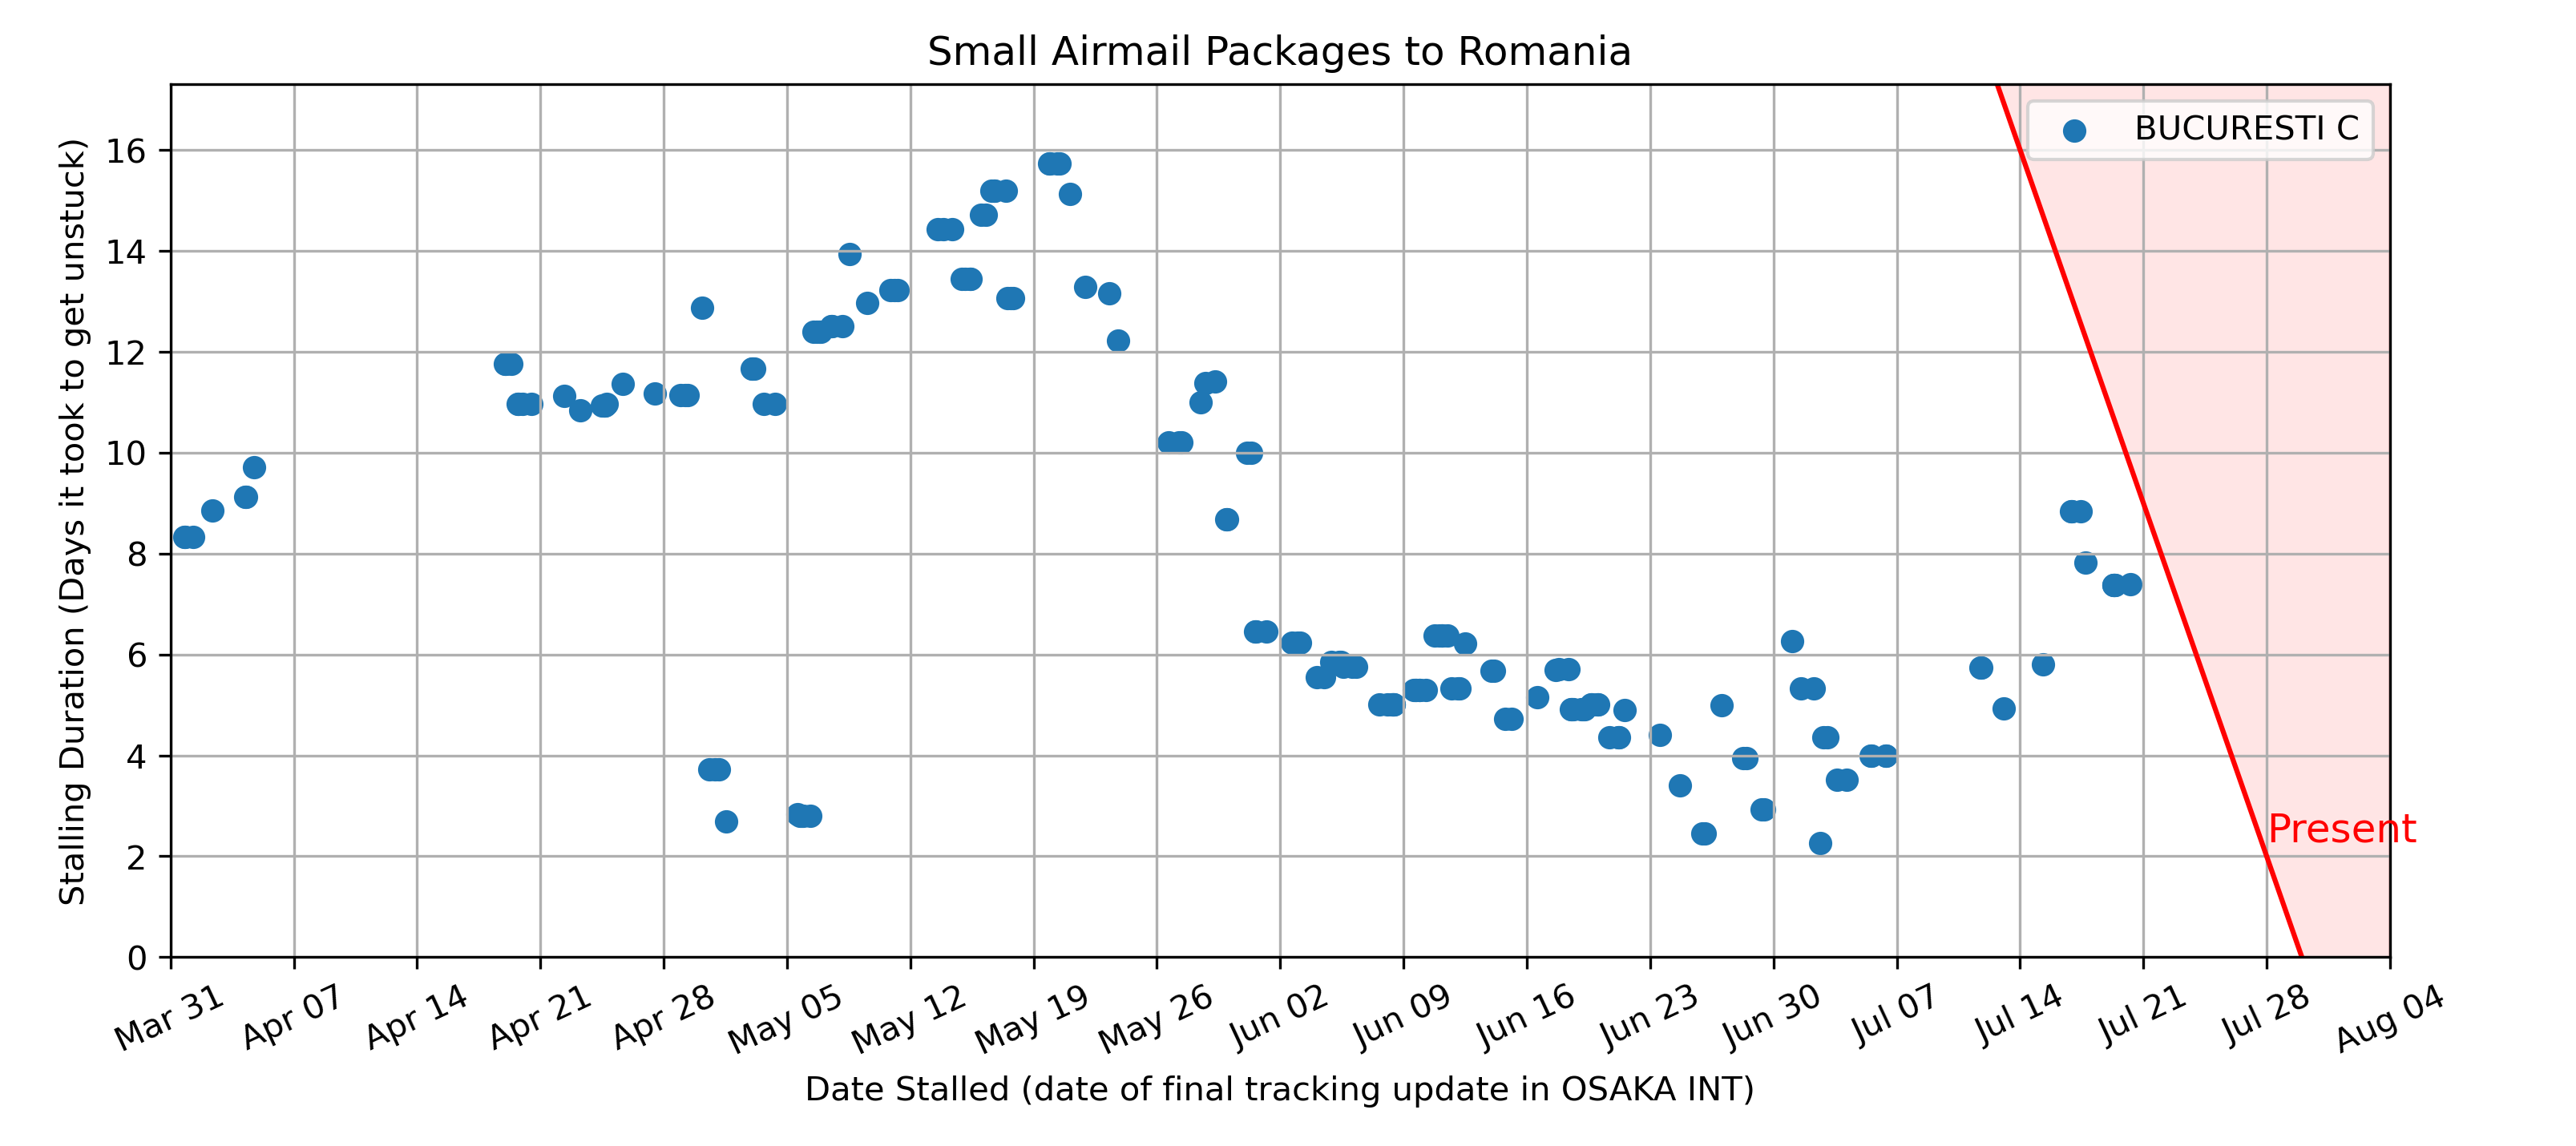 Small Airmail Packages to Romania
BUCURESTI C
Stalling Duration (Days it took to get unstuck)
16
14
12
10
8
6
4
2
0
Present
Mar 31
Apr 07
Apr 14
Apr 21
Apr 28
May 05
May 12
May 19
May 26
Jun 02
Jun 09
Jun 16
Jun 23
Jun 30
Jul 07
Jul 14
Jul 21
Jul 28
Aug 04
Date Stalled (date of final tracking update in OSAKA INT)